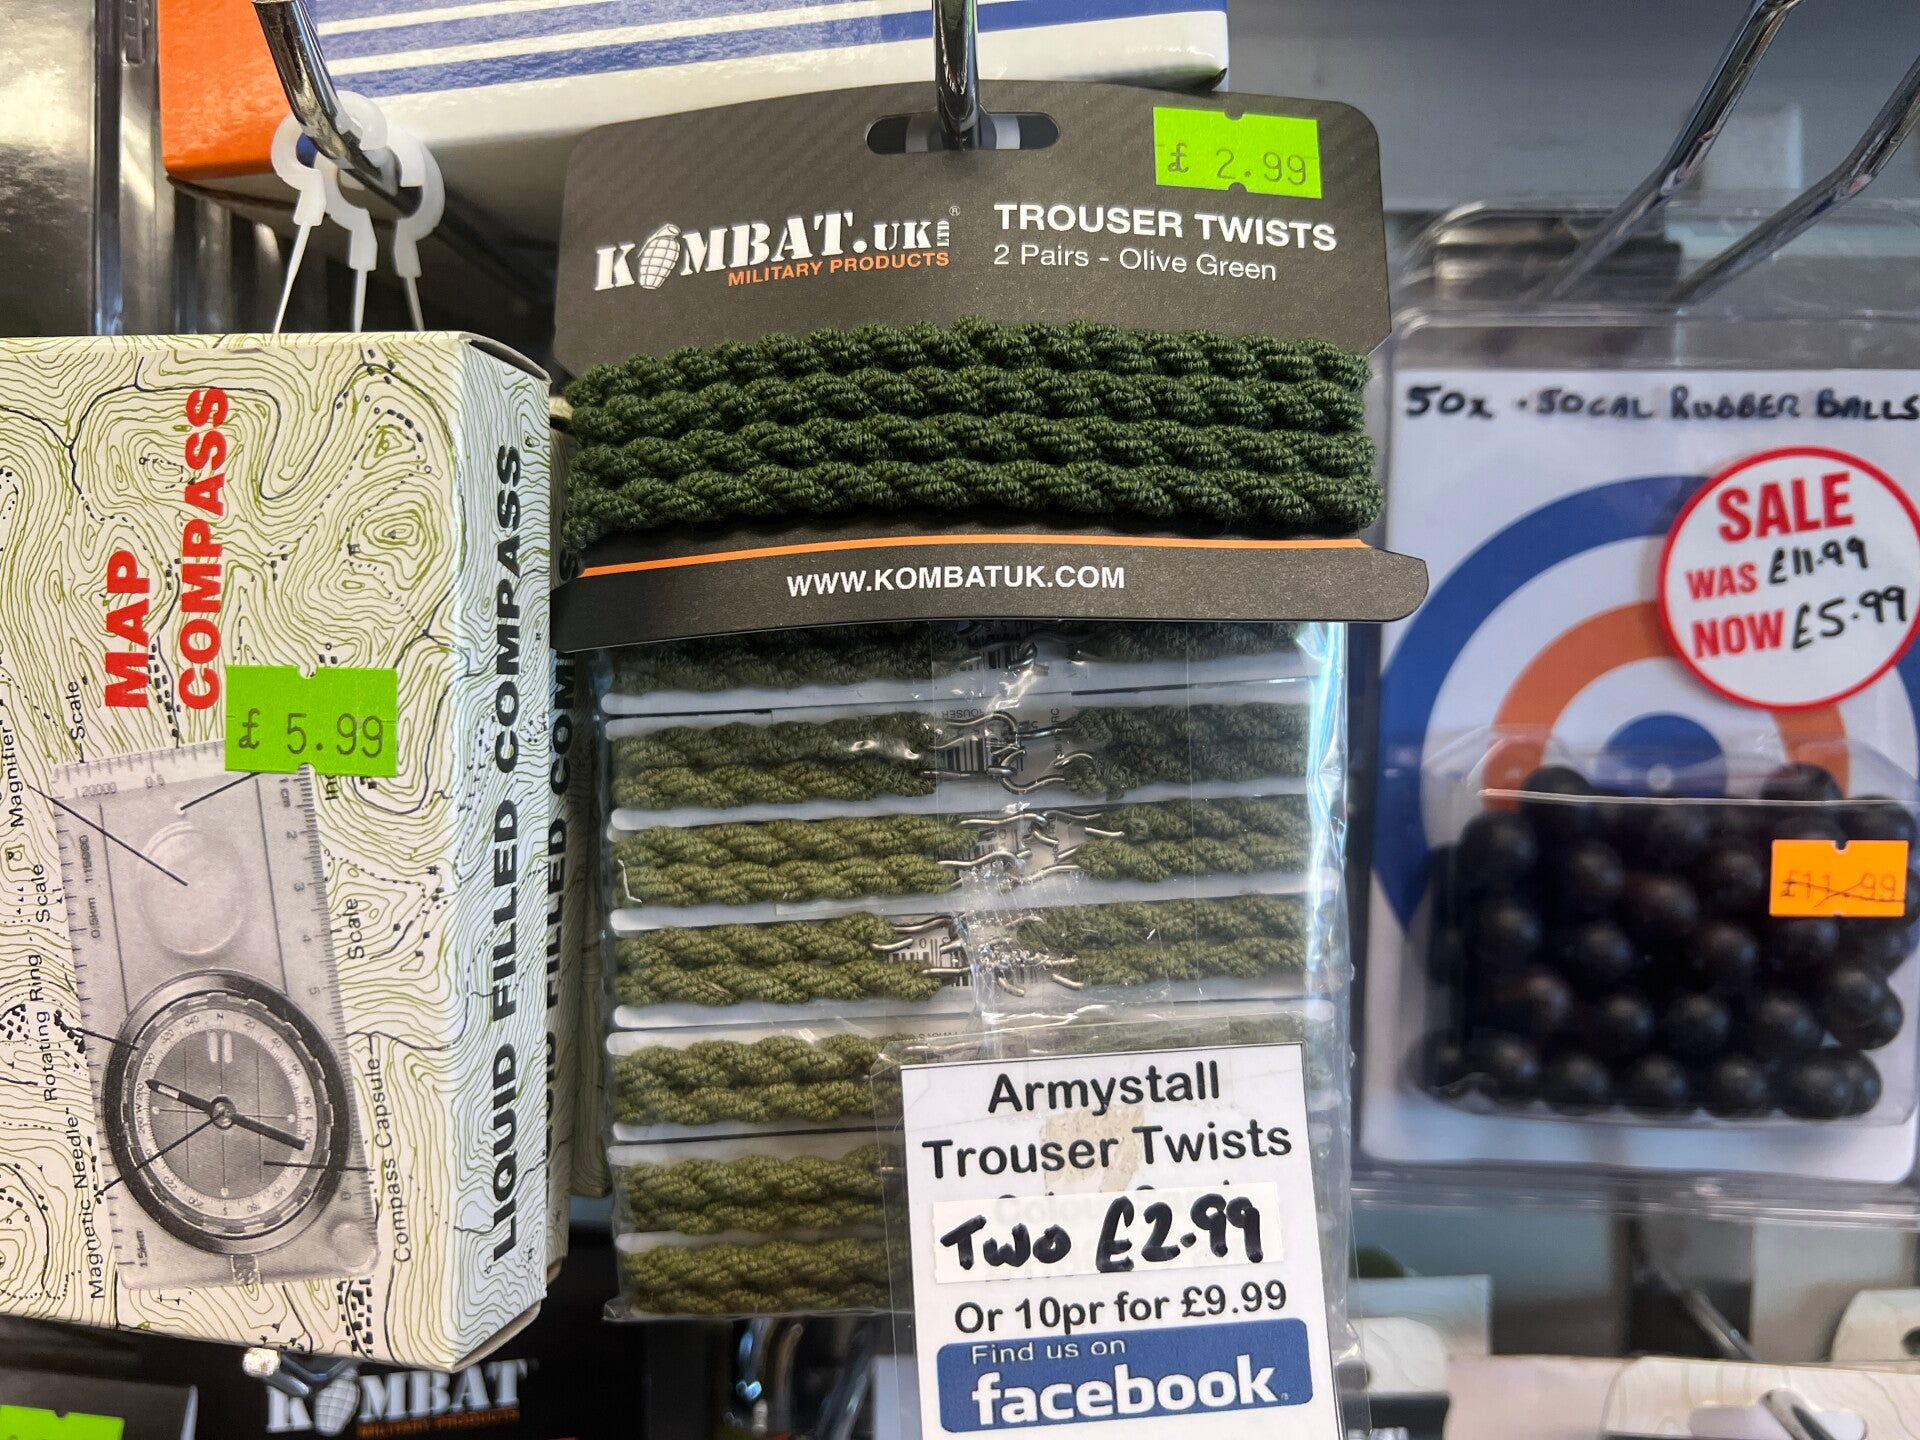 £ 2.99
KOMBAT.UK LTD ®
MILITARY PRODUCTS
TROUSER TWISTS
2 Pairs - Olive Green
WWW.KOMBATUK.COM
MAP
COMPASS
LIQUID FILLED COMPASS
£ 5.99
Scale
Magnifier
Magnetic Needle
Rotating Ring
Scale
Scale
Compass Capsule
Armystall
Trouser Twists
Two £2.99
Or 10pr for £9.99
Find us on
facebook
50x .50CAL RUBBER BALLS
SALE
WAS £11.99
NOW £5.99
£11.99
KOMBAT
MILITARY PRODUCTS